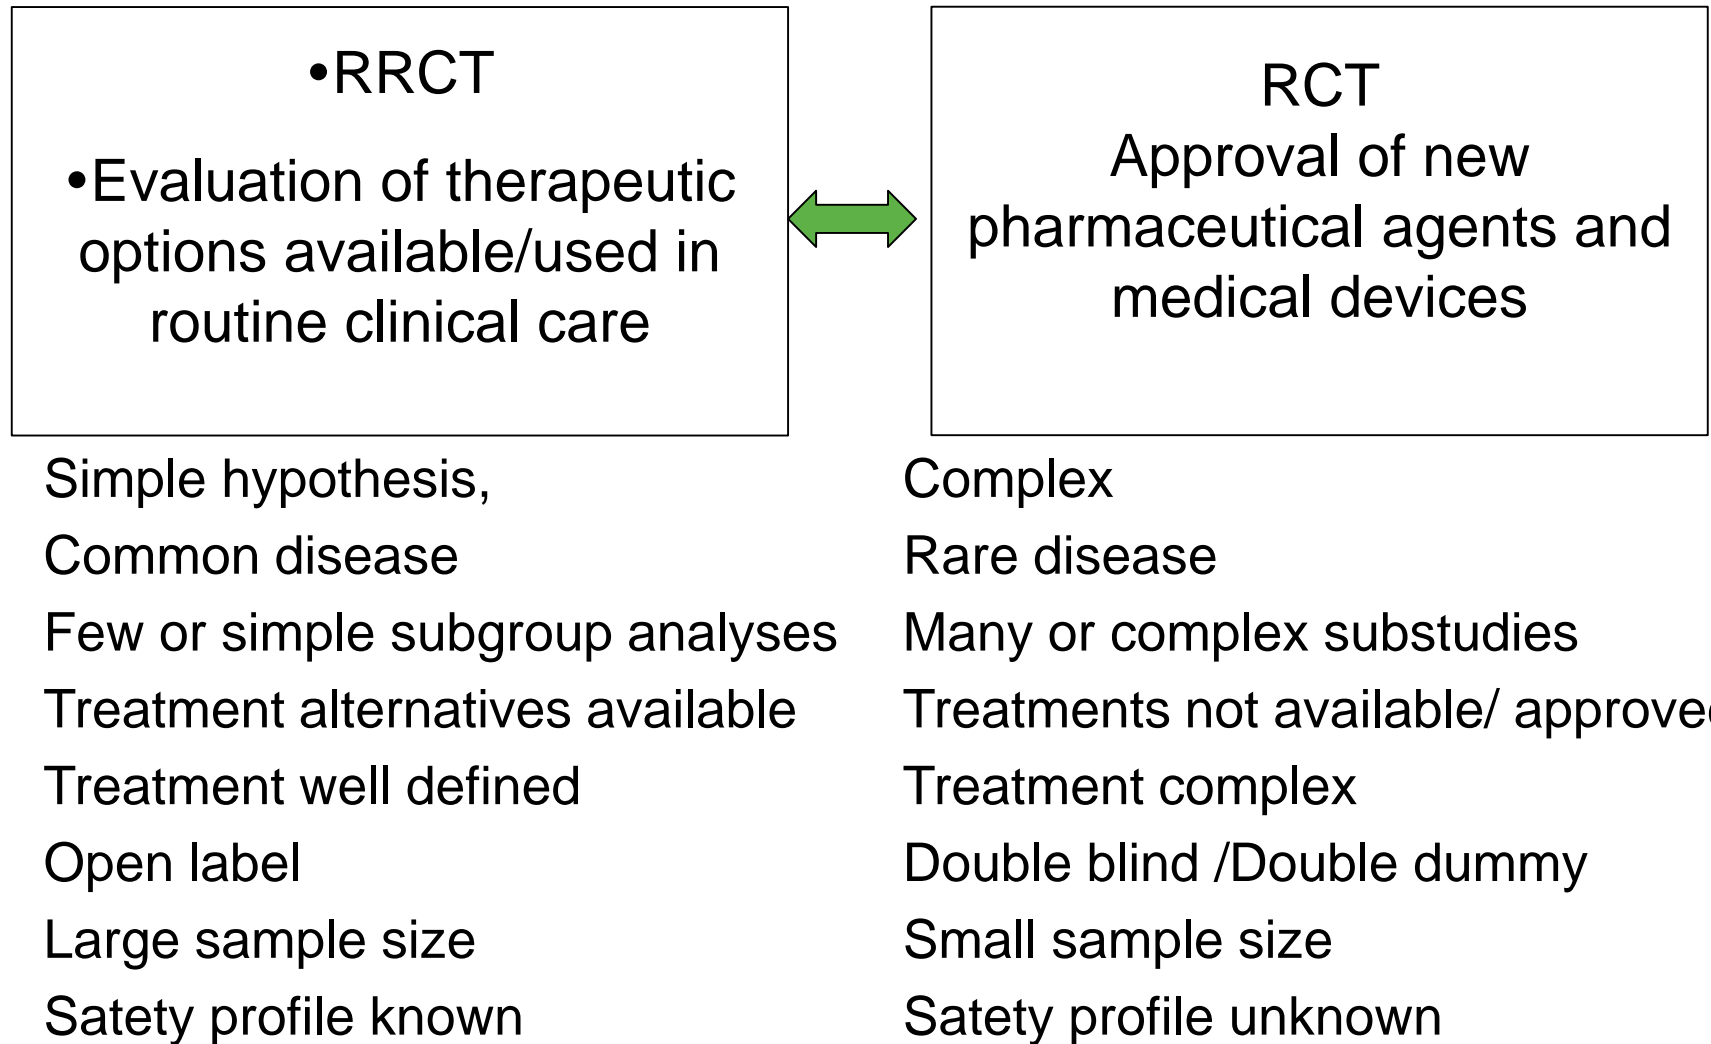 •RRCT
•Evaluation of therapeutic
options available/used in
routine clinical care
RCT
Approval of new
pharmaceutical agents and
medical devices
Simple hypothesis,
Common disease
Few or simple subgroup analyses
Treatment alternatives available
Treatment well defined
Open label
Large sample size
Satety profile known
Complex
Rare disease
Many or complex substudies
Treatments not available/ approved
Treatment complex
Double blind /Double dummy
Small sample size
Satety profile unknown